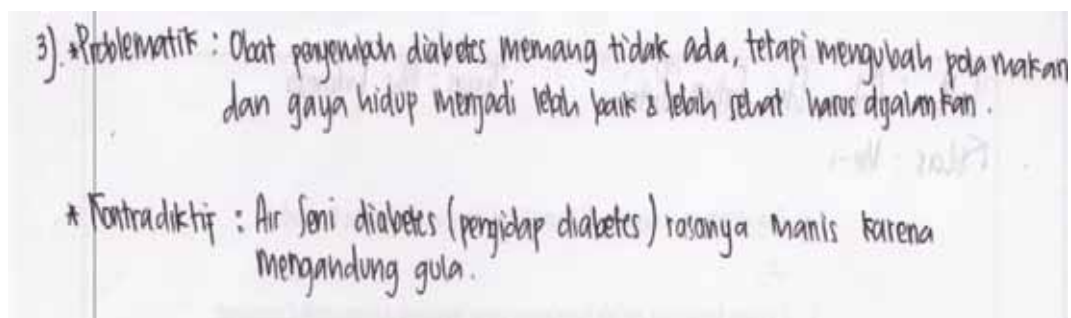 3). * Problematik : Obat penyembuh diabetes memang tidak ada, tetapi mengubah pola makan
dan gaya hidup menjadi lebih baik & lebih sehat harus dijalankan.
* Kontradiktif : Air Seni diabetes (pengidap diabetes) rasanya manis karena
mengandung gula.